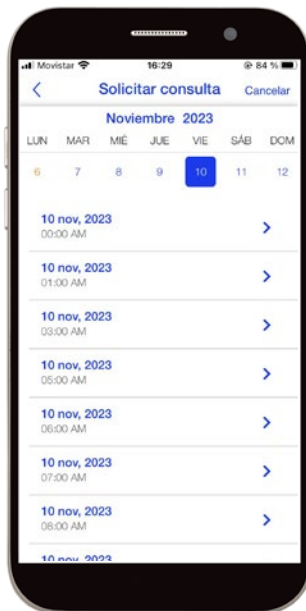 Movistar 16:29 84 %
Solicitar consulta Cancelar
Noviembre 2023
LUN MAR MIÉ JUE VIE SÁB DOM
6 7 8 9 10 11 12
10 nov, 2023
00:00 AM
10 nov, 2023
01:00 AM
10 nov, 2023
03:00 AM
10 nov, 2023
05:00 AM
10 nov, 2023
06:00 AM
10 nov, 2023
07:00 AM
10 nov, 2023
08:00 AM
10 nov, 2023